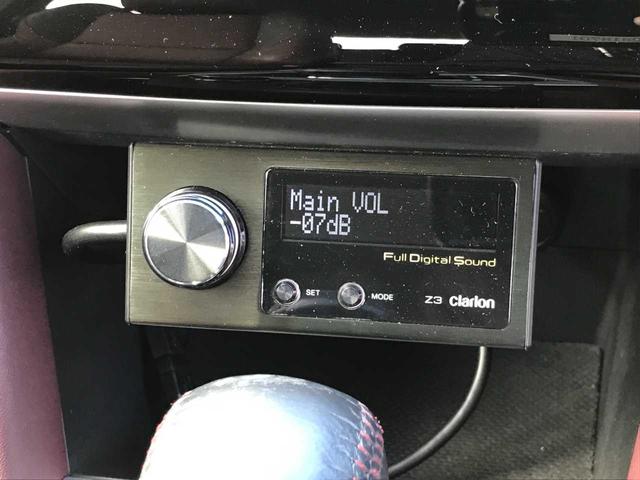 Main VOL
-07dB
Full Digital Sound
SET
MODE
Z3 Clarion